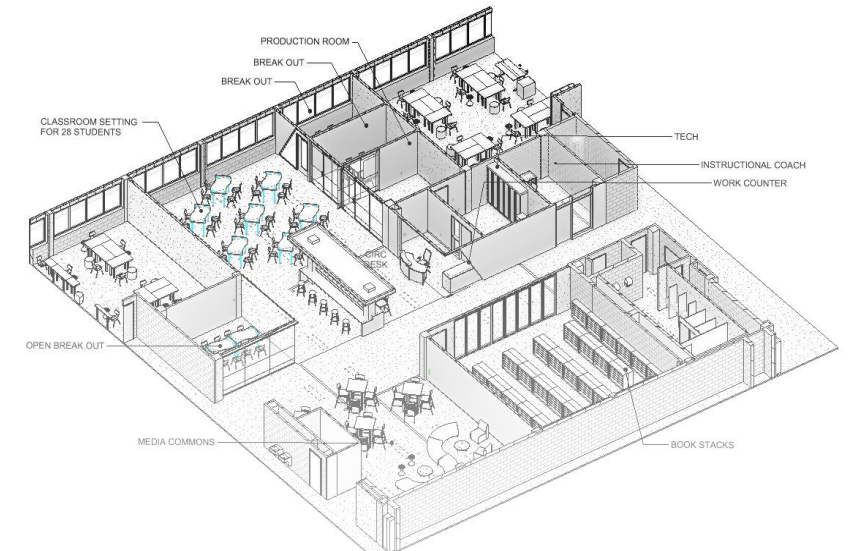 PRODUCTION ROOM
BREAK OUT
BREAK OUT
CLASSROOM SETTING
FOR 28 STUDENTS
TECH
INSTRUCTIONAL COACH
WORK COUNTER
CIRC
DESK
OPEN BREAK OUT
MEDIA COMMONS
BOOK STACKS